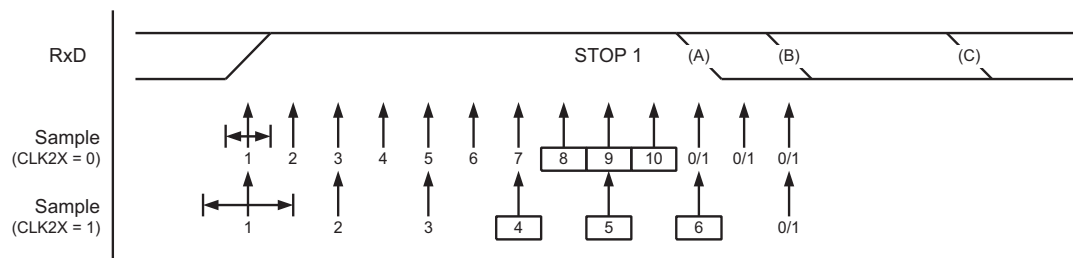 RxD STOP 1 (A) (B) (C)
Sample
(CLK2X = 0)
1 2 3 4 5 6 7 8 9 10 0/1 0/1 0/1
Sample
(CLK2X = 1)
1 2 3 4 5 6 0/1